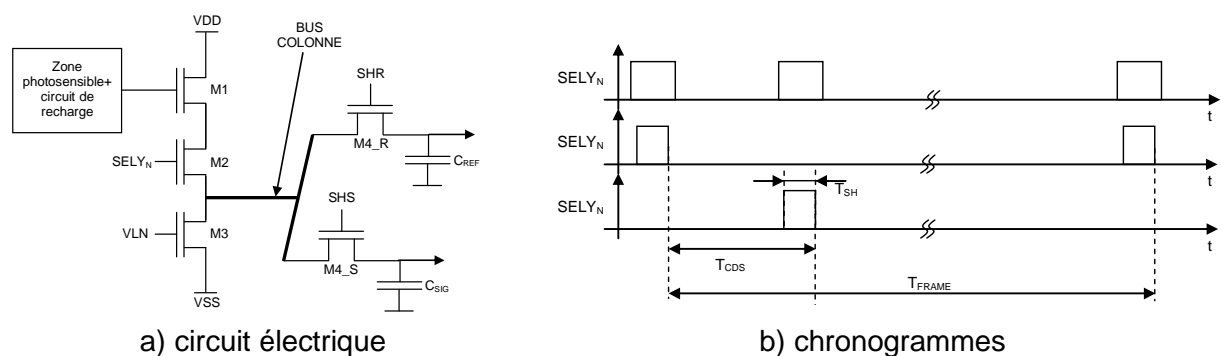 VDD
BUS
COLONNE
Zone
photosensible+
circuit de
recharge
M1
SHR
M4_R
CREF
SELYN
M2
SHS
VLN
M3
M4_S
CSIG
VSS
a) circuit électrique
SELYN
t
SELYN
t
TSH
SELYN
t
TCDS
TFRAME
b) chronogrammes